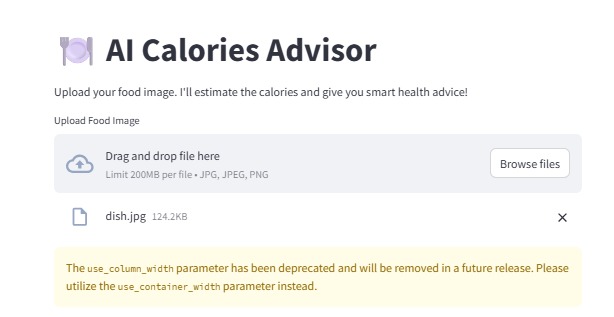 AI Calories Advisor
Upload your food image. I'll estimate the calories and give you smart health advice!
Upload Food Image
Drag and drop file here
Limit 200MB per file • JPG, JPEG, PNG
Browse files
dish.jpg 124.2KB
The use_column_width parameter has been deprecated and will be removed in a future release. Please
utilize the use_container_width parameter instead.